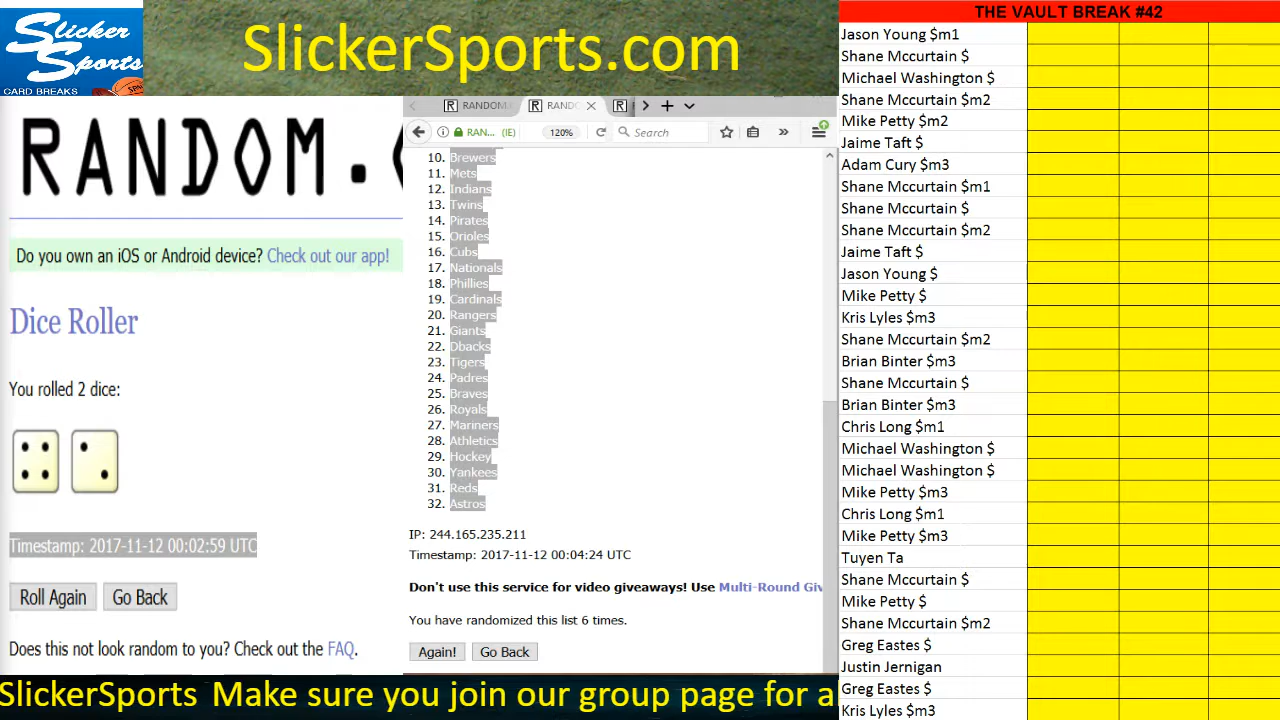 Slicker
Sports
CARD BREAKS
SlickerSports.com
RANDOM.
Do you own an iOS or Android device? Check out our app!
Dice Roller
You rolled 2 dice:
Timestamp: 2017-11-12 00:02:59 UTC
Roll Again
Go Back
Does this not look random to you? Check out the FAQ.
RANDOM
RANDO
RAN... (IE)
120%
Search
10. Brewers
11. Mets
12. Indians
13. Twins
14. Pirates
15. Orioles
16. Cubs
17. Nationals
18. Phillies
19. Cardinals
20. Rangers
21. Giants
22. Dbacks
23. Tigers
24. Padres
25. Braves
26. Royals
27. Mariners
28. Athletics
29. Hockey
30. Yankees
31. Reds
32. Astros
IP: 244.165.235.211
Timestamp: 2017-11-12 00:04:24 UTC
Don't use this service for video giveaways! Use Multi-Round Giv
You have randomized this list 6 times.
Again!
Go Back
THE VAULT BREAK #42
Jason Young $m1
Shane Mccurtain $
Michael Washington $
Shane Mccurtain $m2
Mike Petty $m2
Jaime Taft $
Adam Cury $m3
Shane Mccurtain $m1
Shane Mccurtain $
Shane Mccurtain $m2
Jaime Taft $
Jason Young $
Mike Petty $
Kris Lyles $m3
Shane Mccurtain $m2
Brian Binter $m3
Shane Mccurtain $
Brian Binter $m3
Chris Long $m1
Michael Washington $
Michael Washington $
Mike Petty $m3
Chris Long $m1
Mike Petty $m3
Tuyen Ta
Shane Mccurtain $
Mike Petty $
Shane Mccurtain $m2
Greg Eastes $
Justin Jernigan
Greg Eastes $
Kris Lyles $m3
SlickerSports Make sure you join our group page for a